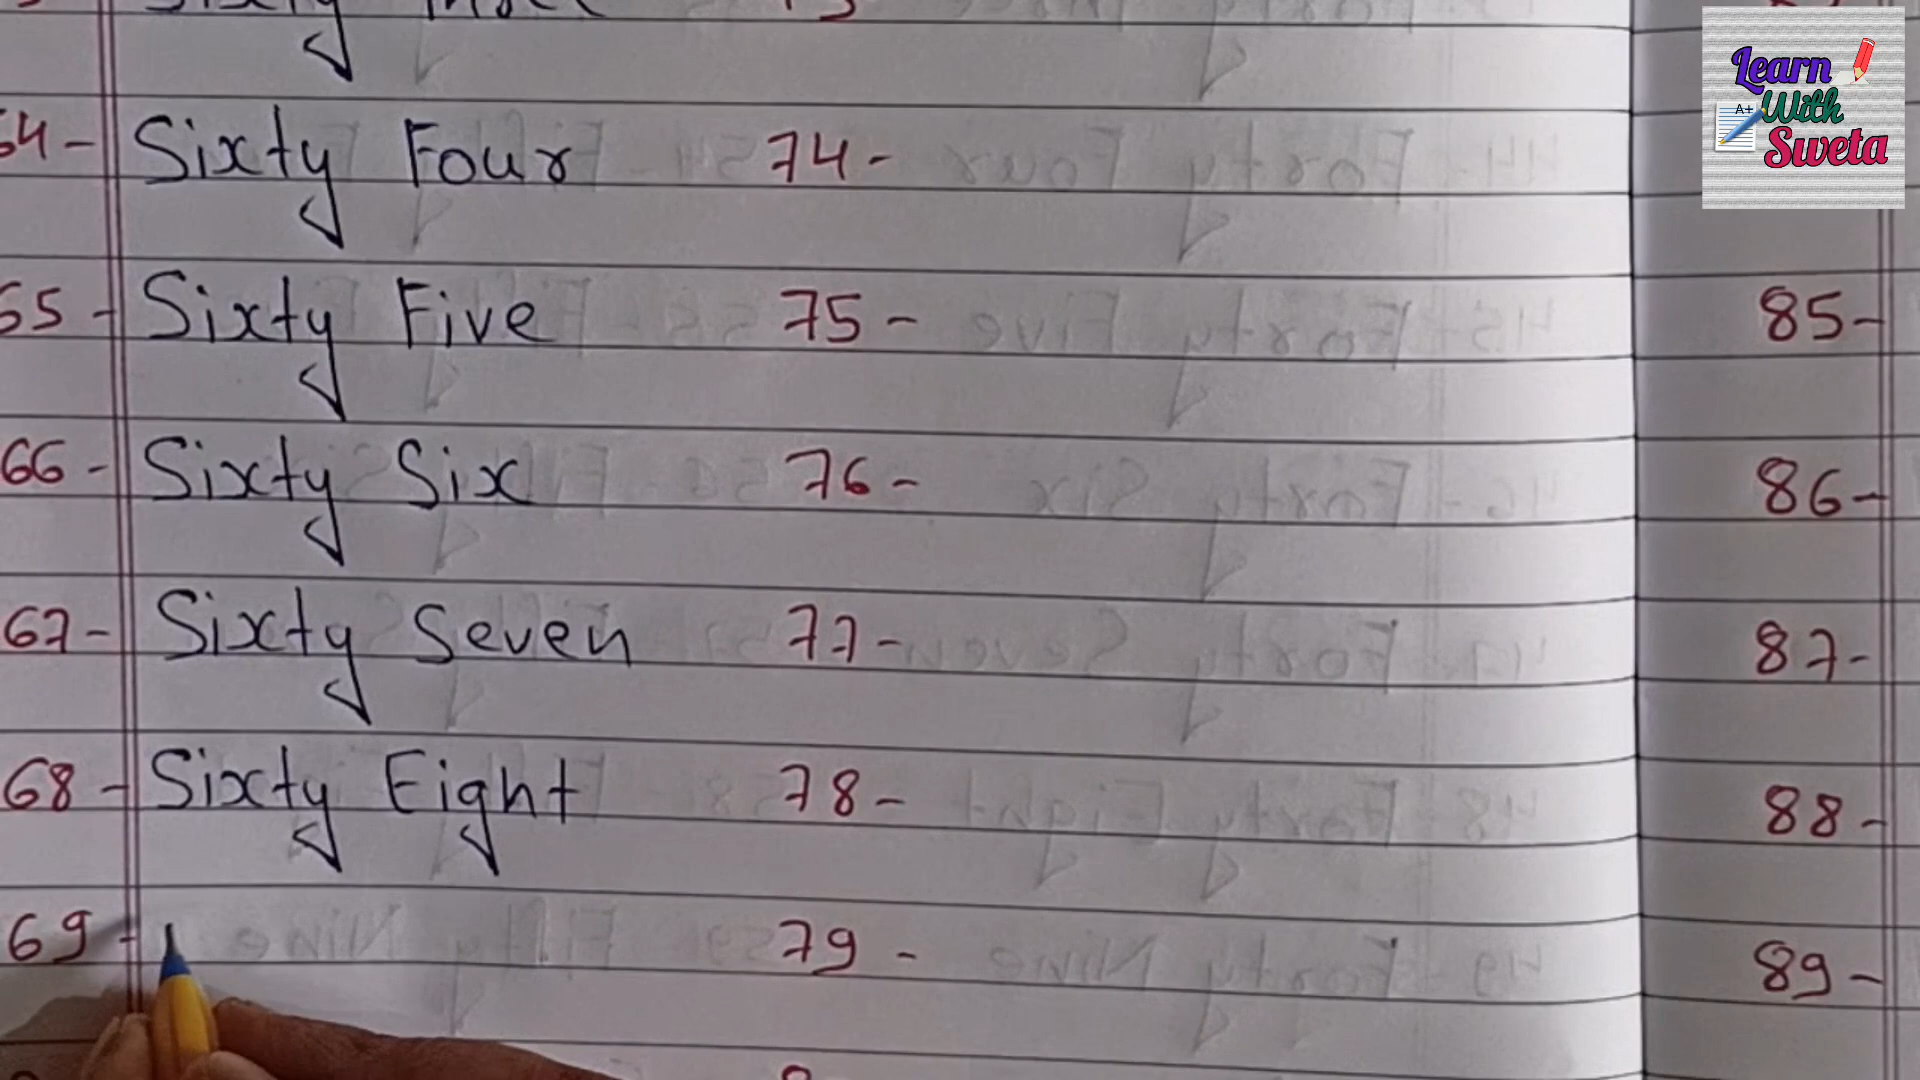 64- Sixty Four 74-
65- Sixty Five 75- 85-
66- Sixty Six 76- 86-
67- Sixty Seven 77- 87-
68- Sixty Eight 78- 88-
69- 79- 89-
Learn
With
A+
Sweta